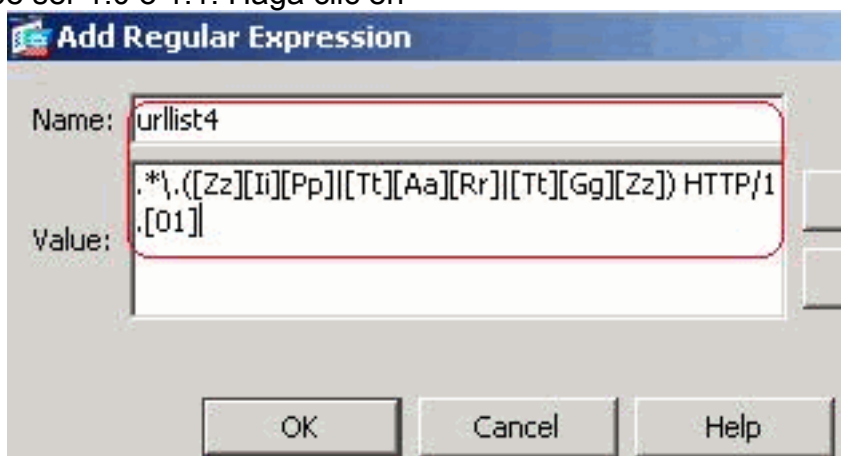 Add Regular Expression
Name: urllist4
Value: .*\.([Zz][Ii][Pp]|[Tt][Aa][Rr]|[Tt][Gg][Zz]) HTTP/1
.[01]
OK Cancel Help